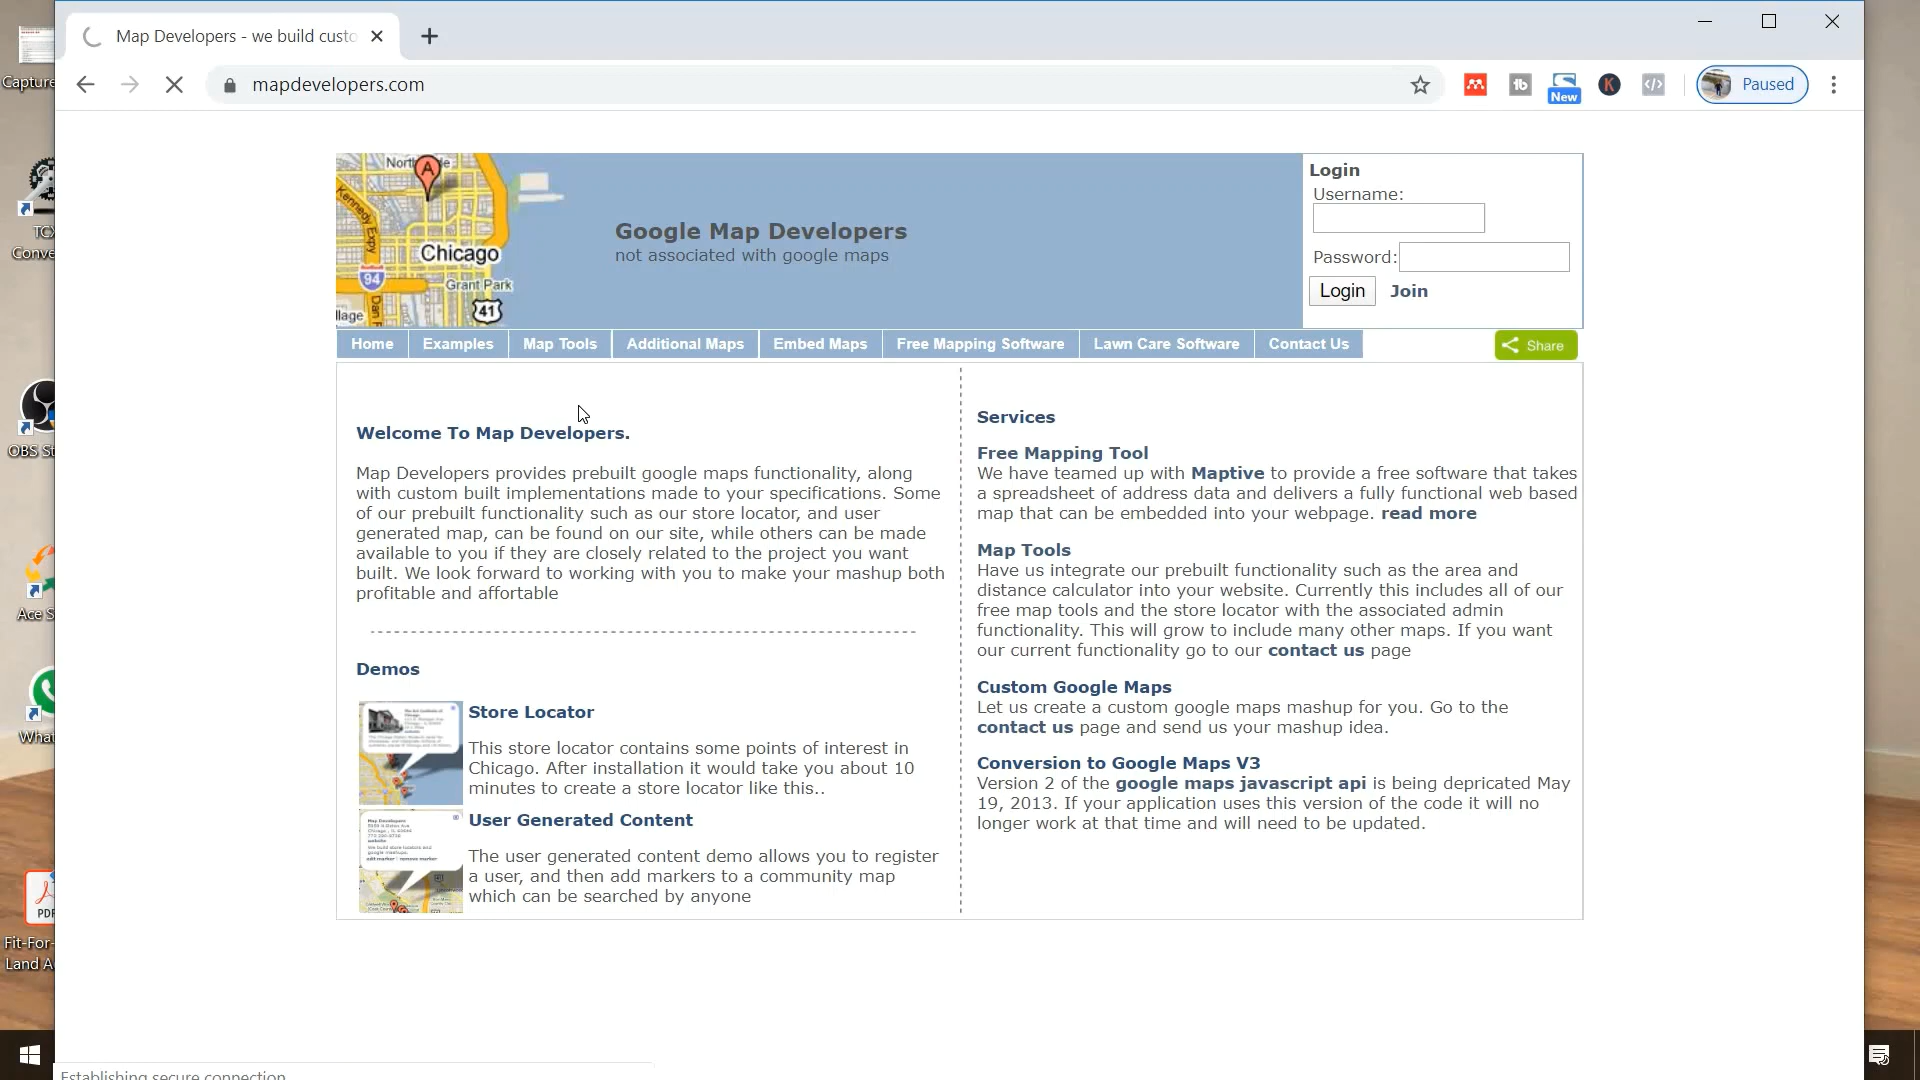 Map Developers - we build custo
mapdevelopers.com
New
Paused
Capture
TCX
Conve
OBS St
Ace S
What
PDF
Fit-For-
Land A
A
Kennedy Expy
Chicago
94
Grant Park
41
llage
Google Map Developers
not associated with google maps
Login
Username:
Password:
Login Join
Home Examples Map Tools Additional Maps Embed Maps Free Mapping Software Lawn Care Software Contact Us Share
Welcome To Map Developers.
Map Developers provides prebuilt google maps functionality, along
with custom built implementations made to your specifications. Some
of our prebuilt functionality such as our store locator, and user
generated map, can be found on our site, while others can be made
available to you if they are closely related to the project you want
built. We look forward to working with you to make your mashup both
profitable and affortable
Demos
Store Locator
This store locator contains some points of interest in
Chicago. After installation it would take you about 10
minutes to create a store locator like this..
User Generated Content
The user generated content demo allows you to register
a user, and then add markers to a community map
which can be searched by anyone
Services
Free Mapping Tool
We have teamed up with Maptive to provide a free software that takes
a spreadsheet of address data and delivers a fully functional web based
map that can be embedded into your webpage. read more
Map Tools
Have us integrate our prebuilt functionality such as the area and
distance calculator into your website. Currently this includes all of our
free map tools and the store locator with the associated admin
functionality. This will grow to include many other maps. If you want
our current functionality go to our contact us page
Custom Google Maps
Let us create a custom google maps mashup for you. Go to the
contact us page and send us your mashup idea.
Conversion to Google Maps V3
Version 2 of the google maps javascript api is being depricated May
19, 2013. If your application uses this version of the code it will no
longer work at that time and will need to be updated.
Establishing secure connection